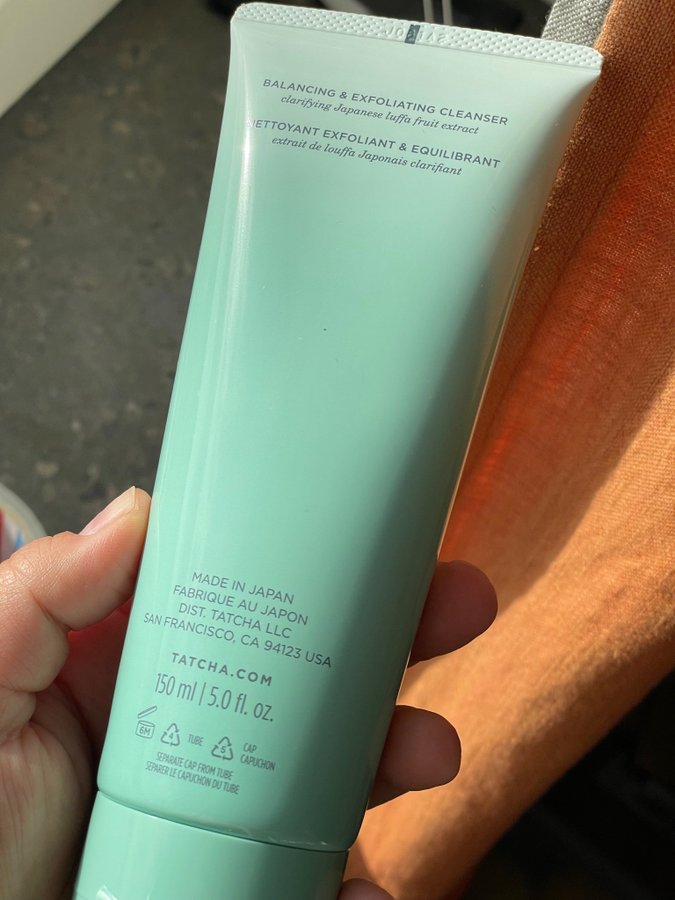 BALANCING & EXFOLIATING CLEANSER
clarifying Japanese luffa fruit extract
NETTOYANT EXFOLIANT & EQUILIBRANT
extrait de louffa Japonais clarifiant
MADE IN JAPAN
FABRIQUE AU JAPON
DIST. TATCHA LLC
SAN FRANCISCO, CA 94123 USA
TATCHA.COM
150 ml | 5.0 fl. oz.
6M 4 TUBE 5 CAP
CAPUCHON
SEPARATE CAP FROM TUBE
SEPARER LE CAPUCHON DU TUBE